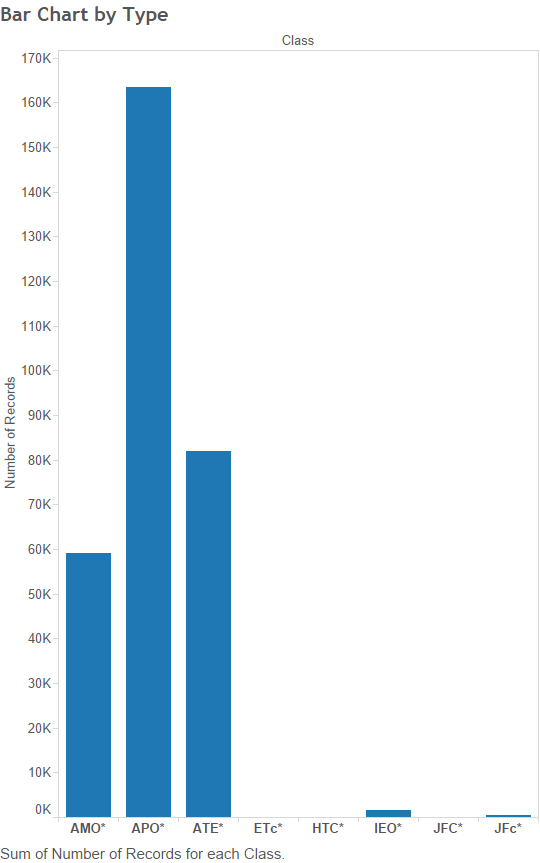 Bar Chart by Type
Class
170K
160K
150K
140K
130K
120K
110K
100K
90K
80K
70K
60K
50K
40K
30K
20K
10K
0K
Number of Records
AMO* APO* ATE* ETc* HTC* IEO* JFC* JFc*
Sum of Number of Records for each Class.